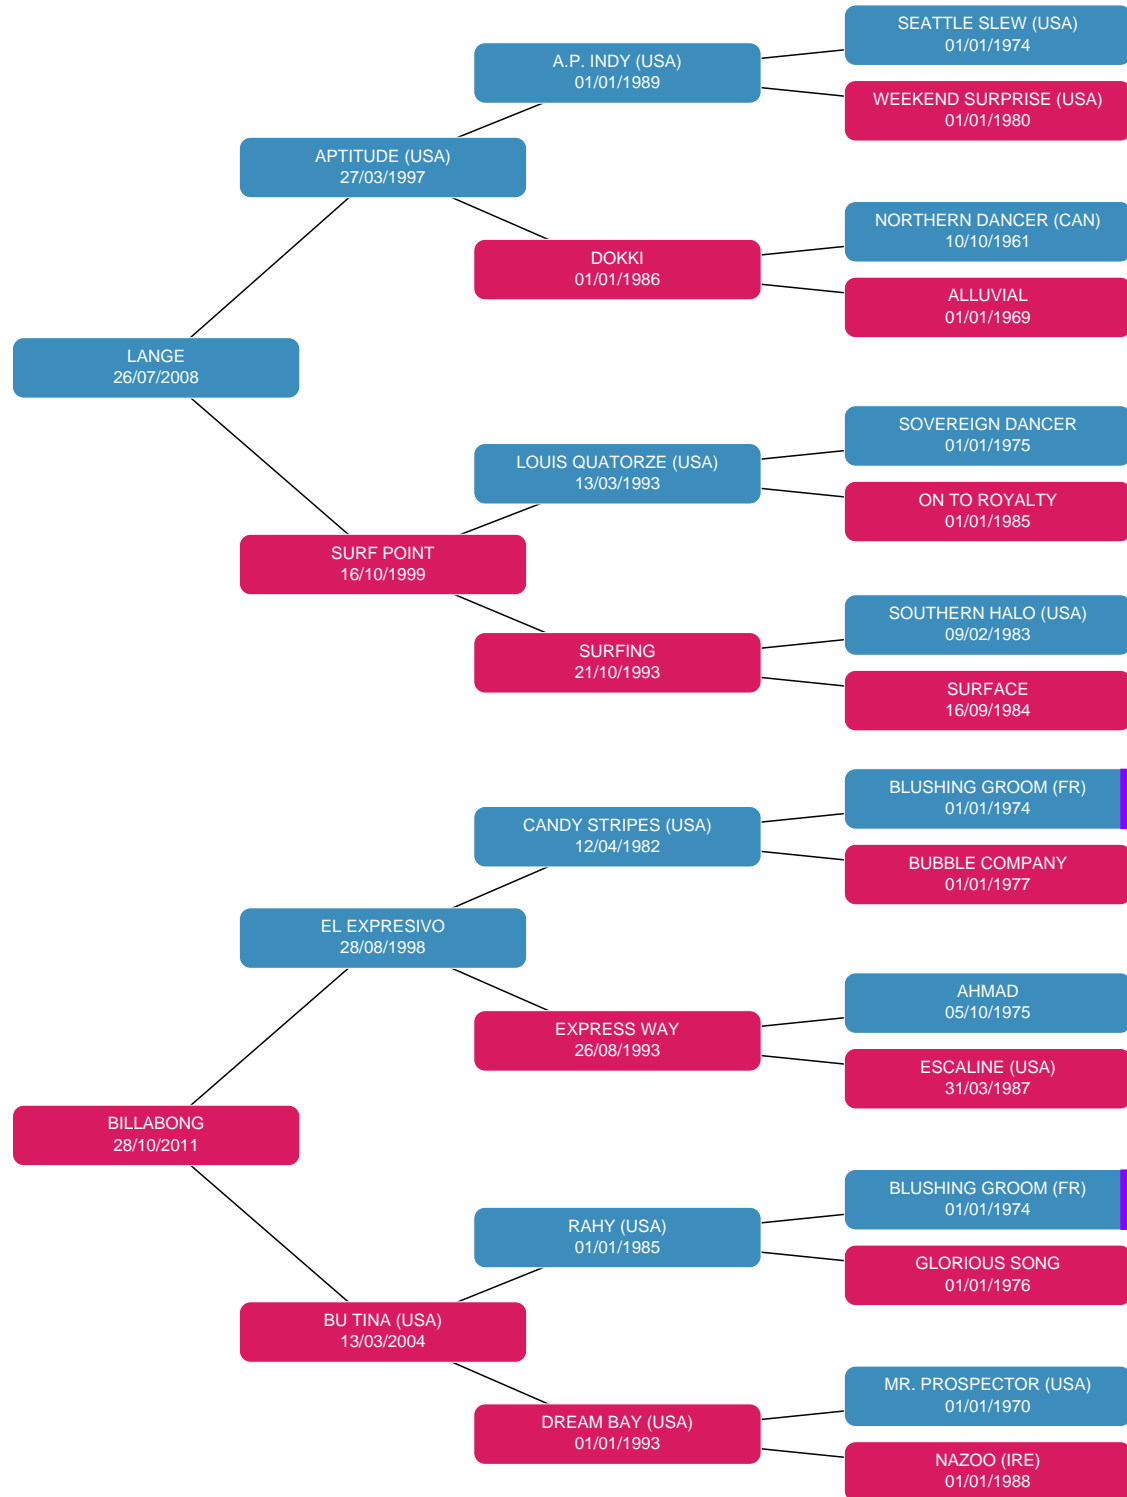 SEATTLE SLEW (USA)
01/01/1974
A.P. INDY (USA)
01/01/1989
WEEKEND SURPRISE (USA)
01/01/1980
APTITUDE (USA)
27/03/1997
NORTHERN DANCER (CAN)
10/10/1961
DOKKI
01/01/1986
ALLUVIAL
01/01/1969
LANGE
26/07/2008
SOVEREIGN DANCER
01/01/1975
LOUIS QUATORZE (USA)
13/03/1993
ON TO ROYALTY
01/01/1985
SURF POINT
16/10/1999
SOUTHERN HALO (USA)
09/02/1983
SURFING
21/10/1993
SURFACE
16/09/1984
BLUSHING GROOM (FR)
01/01/1974
CANDY STRIPES (USA)
12/04/1982
BUBBLE COMPANY
01/01/1977
EL EXPRESIVO
28/08/1998
AHMAD
05/10/1975
EXPRESS WAY
26/08/1993
ESCALINE (USA)
31/03/1987
BILLABONG
28/10/2011
BLUSHING GROOM (FR)
01/01/1974
RAHY (USA)
01/01/1985
GLORIOUS SONG
01/01/1976
BU TINA (USA)
13/03/2004
MR. PROSPECTOR (USA)
01/01/1970
DREAM BAY (USA)
01/01/1993
NAZOO (IRE)
01/01/1988